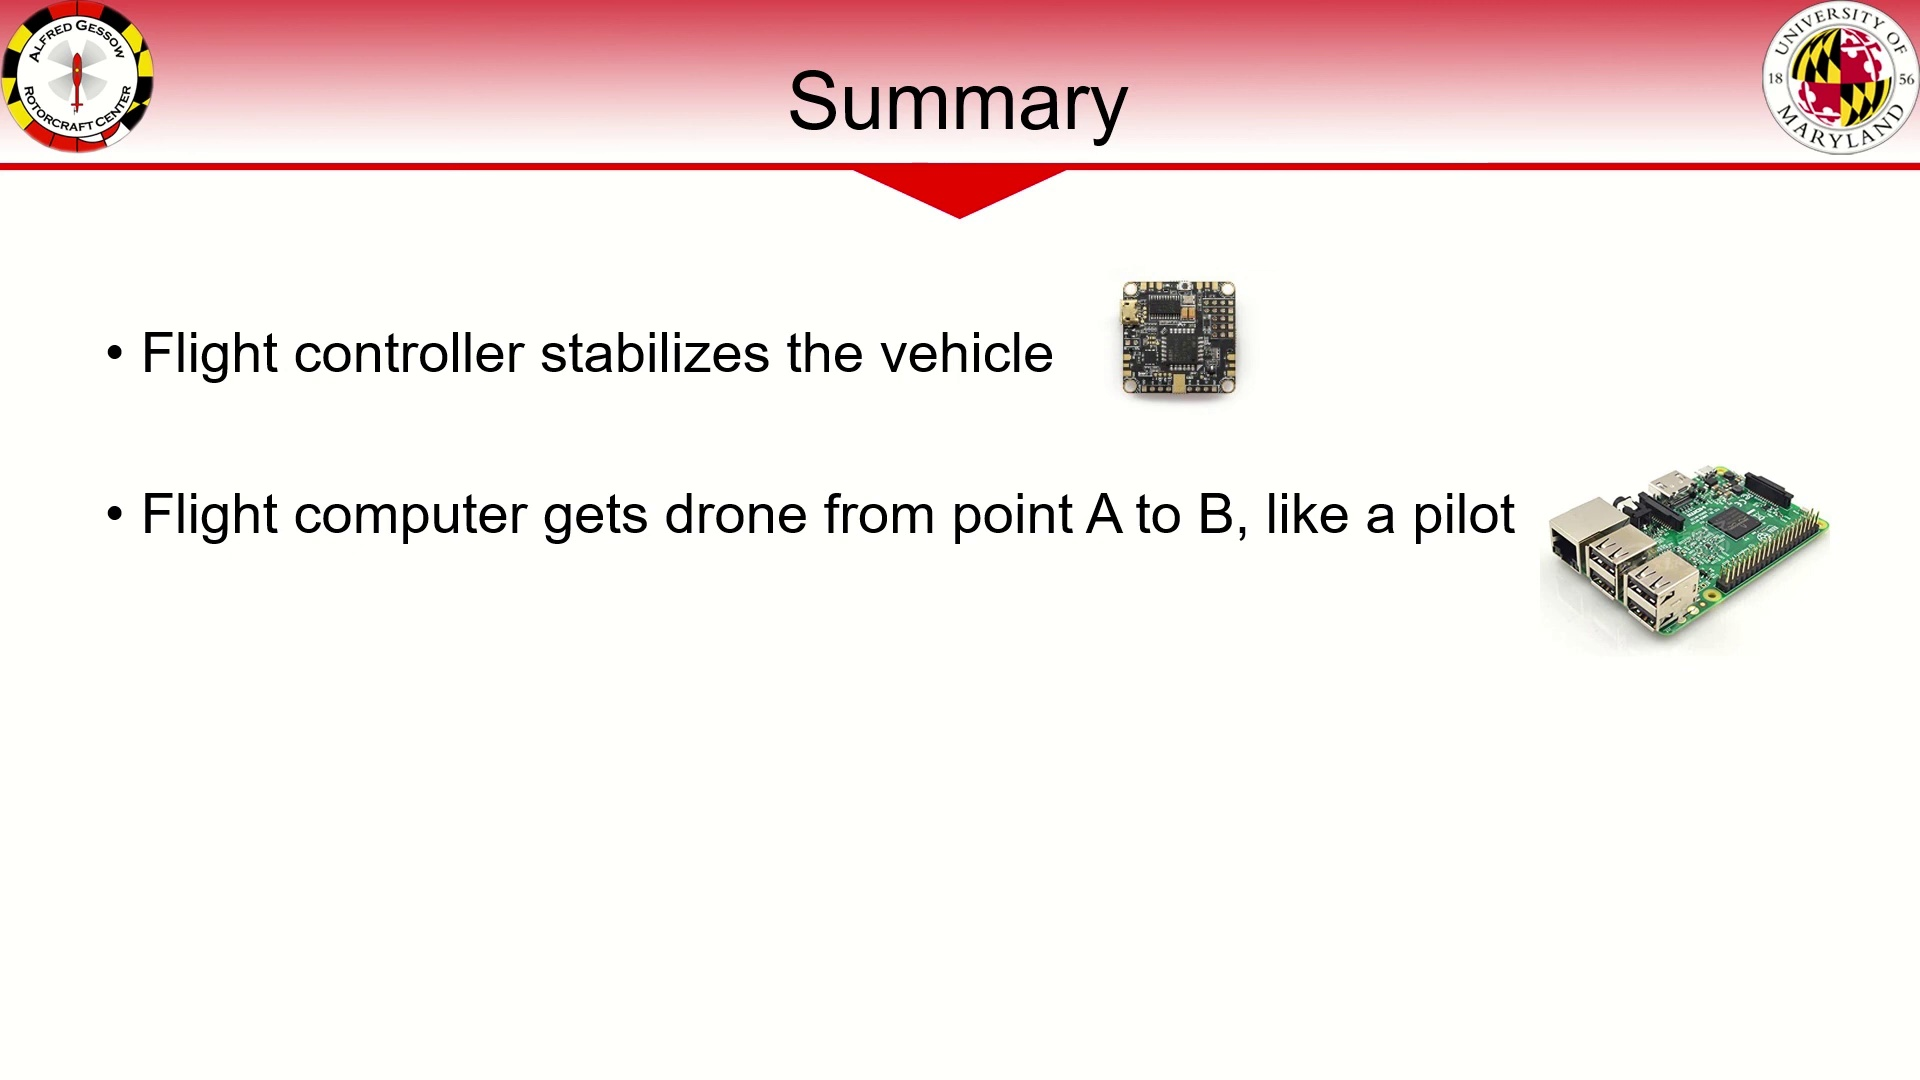 ALFRED GESSOW
ROTORCRAFT CENTER
Summary
UNIVERSITY OF
18 56
MARYLAND
• Flight controller stabilizes the vehicle
• Flight computer gets drone from point A to B, like a pilot